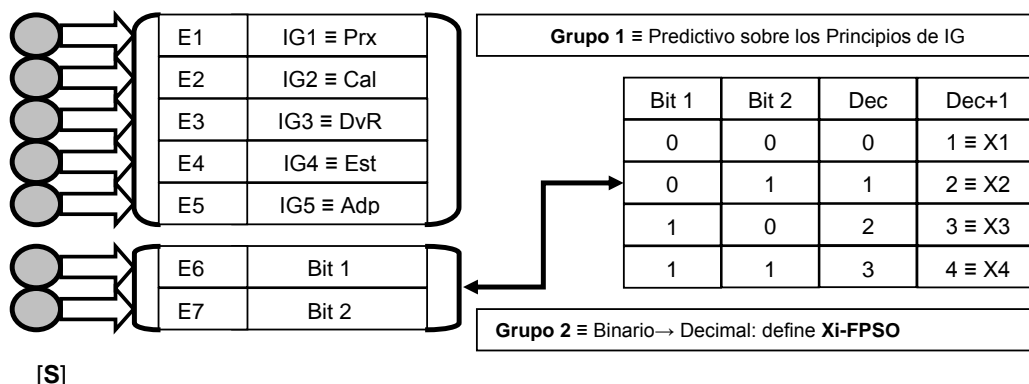 E1 IG1 ≡ Prx
E2 IG2 ≡ Cal
E3 IG3 ≡ DvR
E4 IG4 ≡ Est
E5 IG5 ≡ Adp
E6 Bit 1
E7 Bit 2
[S]
Grupo 1 ≡ Predictivo sobre los Principios de IG
Bit 1 Bit 2 Dec Dec+1
0 0 0 1 ≡ X1
0 1 1 2 ≡ X2
1 0 2 3 ≡ X3
1 1 3 4 ≡ X4
Grupo 2 ≡ Binario→ Decimal: define Xi-FPSO